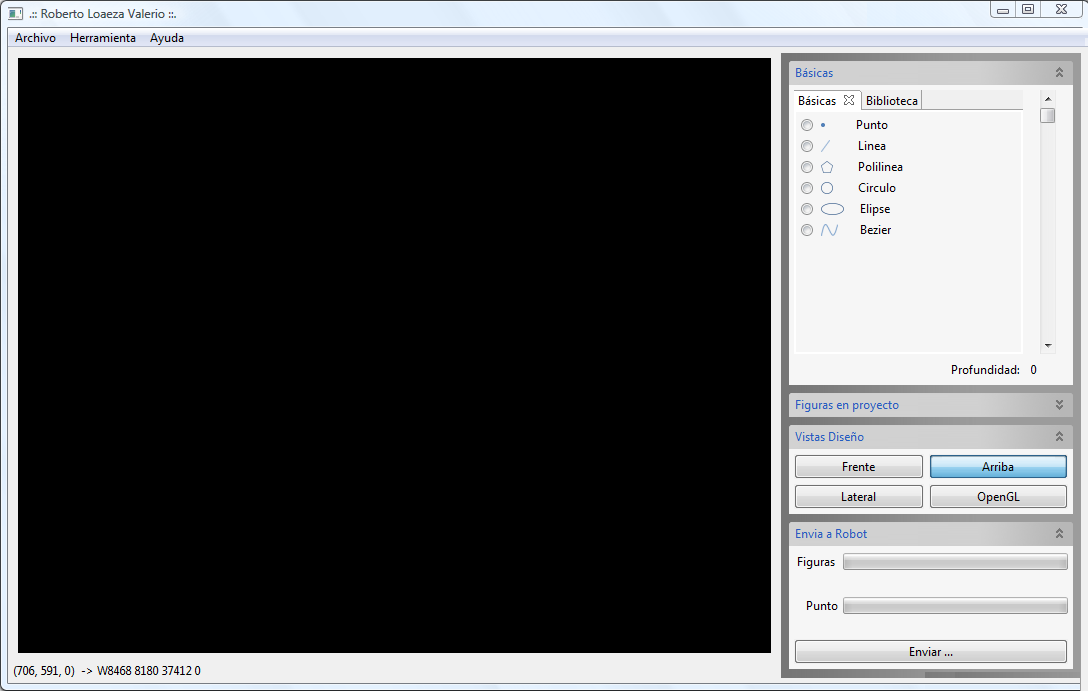 .:: Roberto Loaeza Valerio ::.
Archivo Herramienta Ayuda
Básicas
Básicas Biblioteca
Punto
Linea
Polilinea
Circulo
Elipse
Bezier
Profundidad: 0
Figuras en proyecto
Vistas Diseño
Frente Arriba
Lateral OpenGL
Envia a Robot
Figuras
Punto
Enviar ...
(706, 591, 0) -> W8468 8180 37412 0